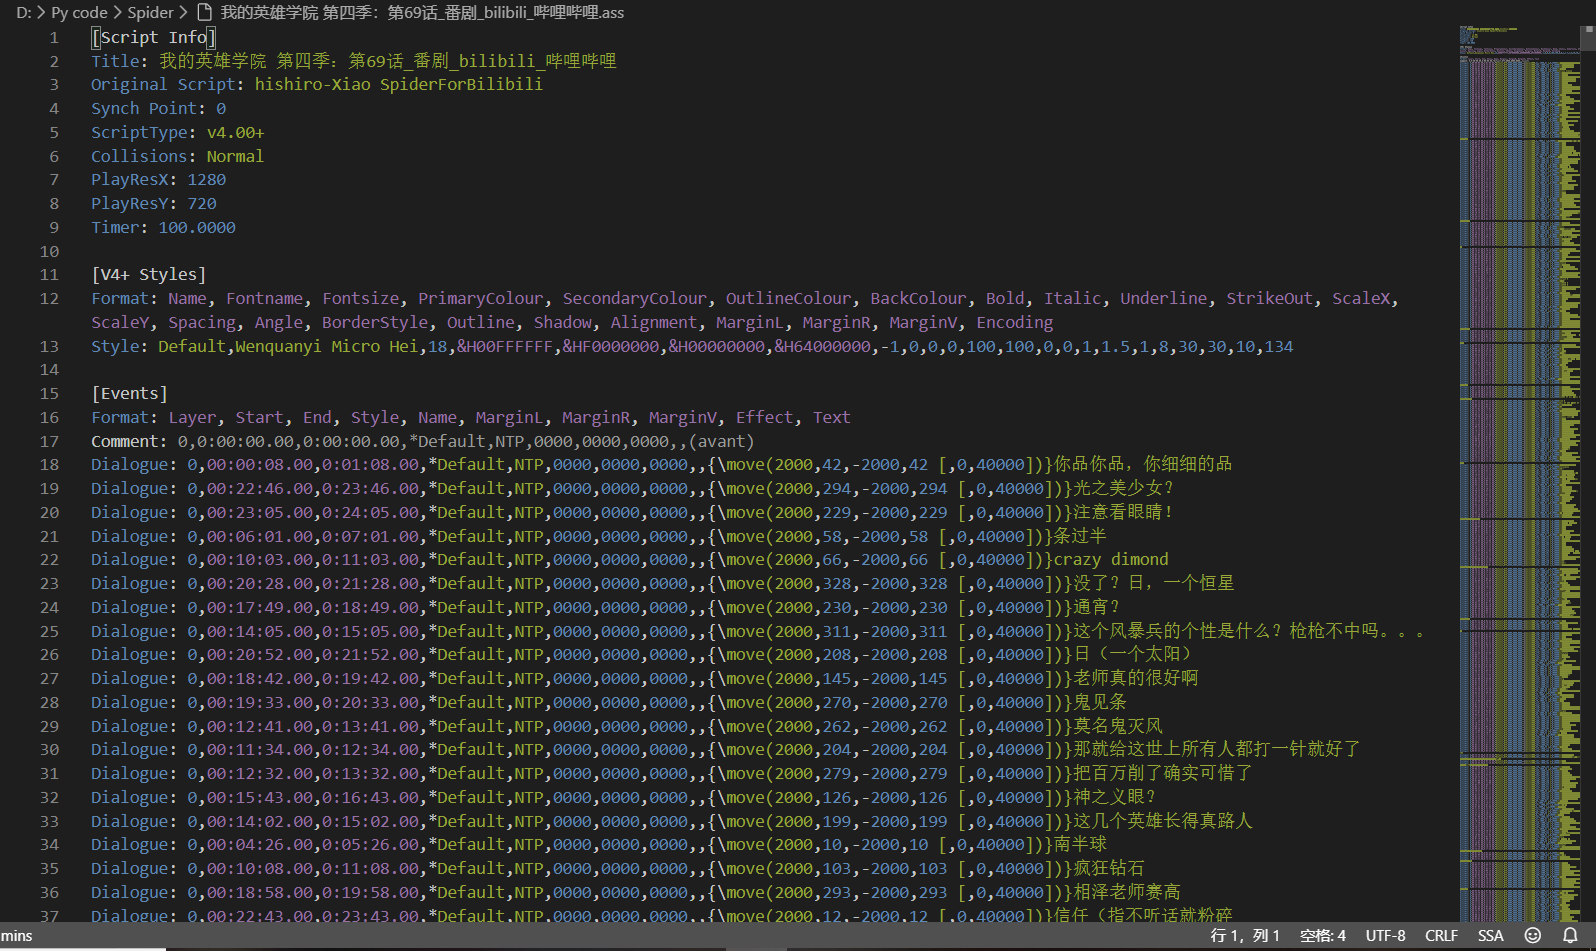 D: > Py code > Spider > 我的英雄学院 第四季：第69话_番剧_bilibili_哔哩哔哩.ass
1 [Script Info]
2 Title: 我的英雄学院 第四季：第69话_番剧_bilibili_哔哩哔哩
3 Original Script: hishiro-Xiao SpiderForBilibili
4 Synch Point: 0
5 ScriptType: v4.00+
6 Collisions: Normal
7 PlayResX: 1280
8 PlayResY: 720
9 Timer: 100.0000
10
11 [V4+ Styles]
12 Format: Name, Fontname, Fontsize, PrimaryColour, SecondaryColour, OutlineColour, BackColour, Bold, Italic, Underline, StrikeOut, ScaleX,
ScaleY, Spacing, Angle, BorderStyle, Outline, Shadow, Alignment, MarginL, MarginR, MarginV, Encoding
13 Style: Default,Wenquanyi Micro Hei,18,&H00FFFFFF,&HF0000000,&H00000000,&H64000000,-1,0,0,0,100,100,0,0,1,1.5,1,8,30,30,10,134
14
15 [Events]
16 Format: Layer, Start, End, Style, Name, MarginL, MarginR, MarginV, Effect, Text
17 Comment: 0,0:00:00.00,0:00:00.00,*Default,NTP,0000,0000,0000,,(avant)
18 Dialogue: 0,00:00:08.00,0:01:08.00,*Default,NTP,0000,0000,0000,,{\move(2000,42,-2000,42 [,0,40000])}你品你品，你细细的品
19 Dialogue: 0,00:22:46.00,0:23:46.00,*Default,NTP,0000,0000,0000,,{\move(2000,294,-2000,294 [,0,40000])}光之美少女？
20 Dialogue: 0,00:23:05.00,0:24:05.00,*Default,NTP,0000,0000,0000,,{\move(2000,229,-2000,229 [,0,40000])}注意看眼睛！
21 Dialogue: 0,00:06:01.00,0:07:01.00,*Default,NTP,0000,0000,0000,,{\move(2000,58,-2000,58 [,0,40000])}条过半
22 Dialogue: 0,00:10:03.00,0:11:03.00,*Default,NTP,0000,0000,0000,,{\move(2000,66,-2000,66 [,0,40000])}crazy dimond
23 Dialogue: 0,00:20:28.00,0:21:28.00,*Default,NTP,0000,0000,0000,,{\move(2000,328,-2000,328 [,0,40000])}没了？日，一个恒星
24 Dialogue: 0,00:17:49.00,0:18:49.00,*Default,NTP,0000,0000,0000,,{\move(2000,230,-2000,230 [,0,40000])}通宵？
25 Dialogue: 0,00:14:05.00,0:15:05.00,*Default,NTP,0000,0000,0000,,{\move(2000,311,-2000,311 [,0,40000])}这个风暴兵的个性是什么？枪枪不中吗。。。
26 Dialogue: 0,00:20:52.00,0:21:52.00,*Default,NTP,0000,0000,0000,,{\move(2000,208,-2000,208 [,0,40000])}日（一个太阳）
27 Dialogue: 0,00:18:42.00,0:19:42.00,*Default,NTP,0000,0000,0000,,{\move(2000,145,-2000,145 [,0,40000])}老师真的很好啊
28 Dialogue: 0,00:19:33.00,0:20:33.00,*Default,NTP,0000,0000,0000,,{\move(2000,270,-2000,270 [,0,40000])}鬼见条
29 Dialogue: 0,00:12:41.00,0:13:41.00,*Default,NTP,0000,0000,0000,,{\move(2000,262,-2000,262 [,0,40000])}莫名鬼灭风
30 Dialogue: 0,00:11:34.00,0:12:34.00,*Default,NTP,0000,0000,0000,,{\move(2000,204,-2000,204 [,0,40000])}那就给这世上所有人都打一针就好了
31 Dialogue: 0,00:12:32.00,0:13:32.00,*Default,NTP,0000,0000,0000,,{\move(2000,279,-2000,279 [,0,40000])}把百万削了确实可惜了
32 Dialogue: 0,00:15:43.00,0:16:43.00,*Default,NTP,0000,0000,0000,,{\move(2000,126,-2000,126 [,0,40000])}神之义眼？
33 Dialogue: 0,00:14:02.00,0:15:02.00,*Default,NTP,0000,0000,0000,,{\move(2000,199,-2000,199 [,0,40000])}这几个英雄长得真路人
34 Dialogue: 0,00:04:26.00,0:05:26.00,*Default,NTP,0000,0000,0000,,{\move(2000,10,-2000,10 [,0,40000])}南半球
35 Dialogue: 0,00:10:08.00,0:11:08.00,*Default,NTP,0000,0000,0000,,{\move(2000,103,-2000,103 [,0,40000])}疯狂钻石
36 Dialogue: 0,00:18:58.00,0:19:58.00,*Default,NTP,0000,0000,0000,,{\move(2000,293,-2000,293 [,0,40000])}相泽老师赛高
37 Dialogue: 0,00:22:43.00,0:23:43.00,*Default,NTP,0000,0000,0000,,{\move(2000,12,-2000,12 [,0,40000])}信任（指不听话就粉碎
mins 行 1，列 1 空格: 4 UTF-8 CRLF SSA